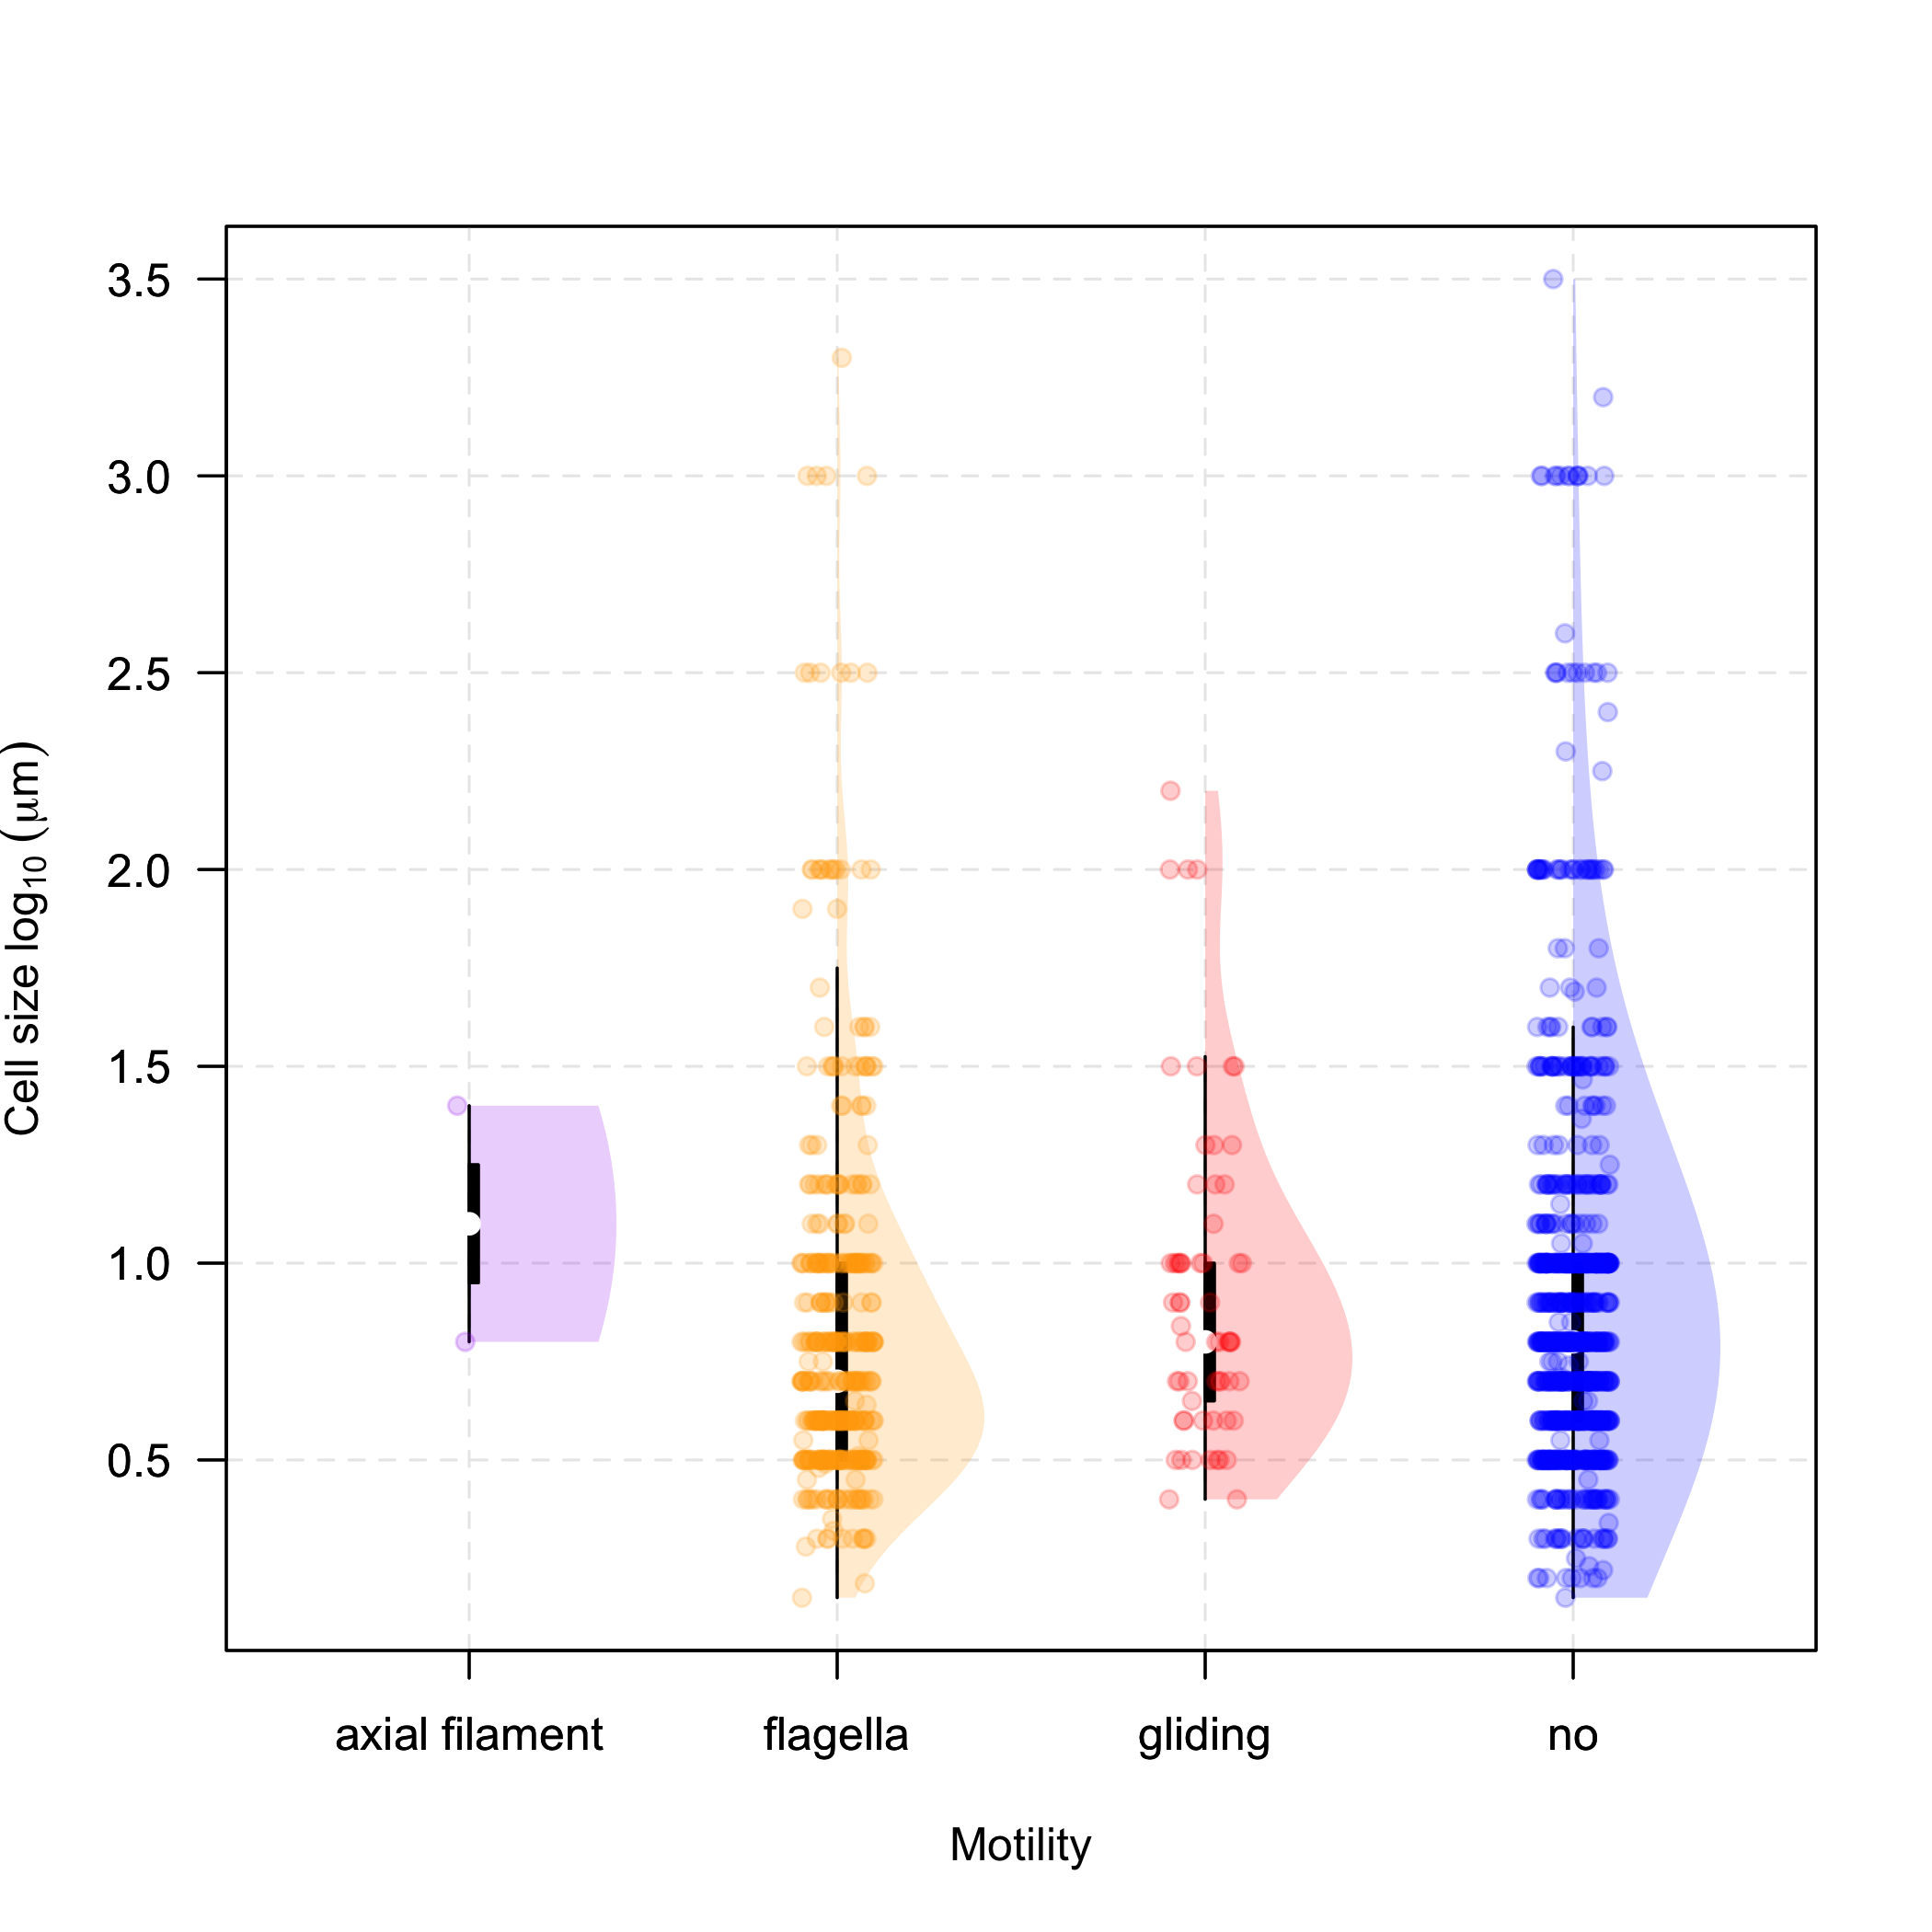 3.5
3.0
2.5
2.0
1.5
1.0
0.5
Cell size log₁₀ (μm)
axial filament
flagella
gliding
no
Motility